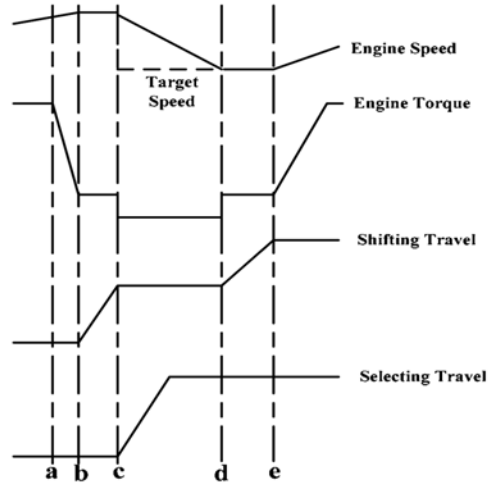 Engine Speed
Target
Speed
Engine Torque
Shifting Travel
Selecting Travel
a b c d e